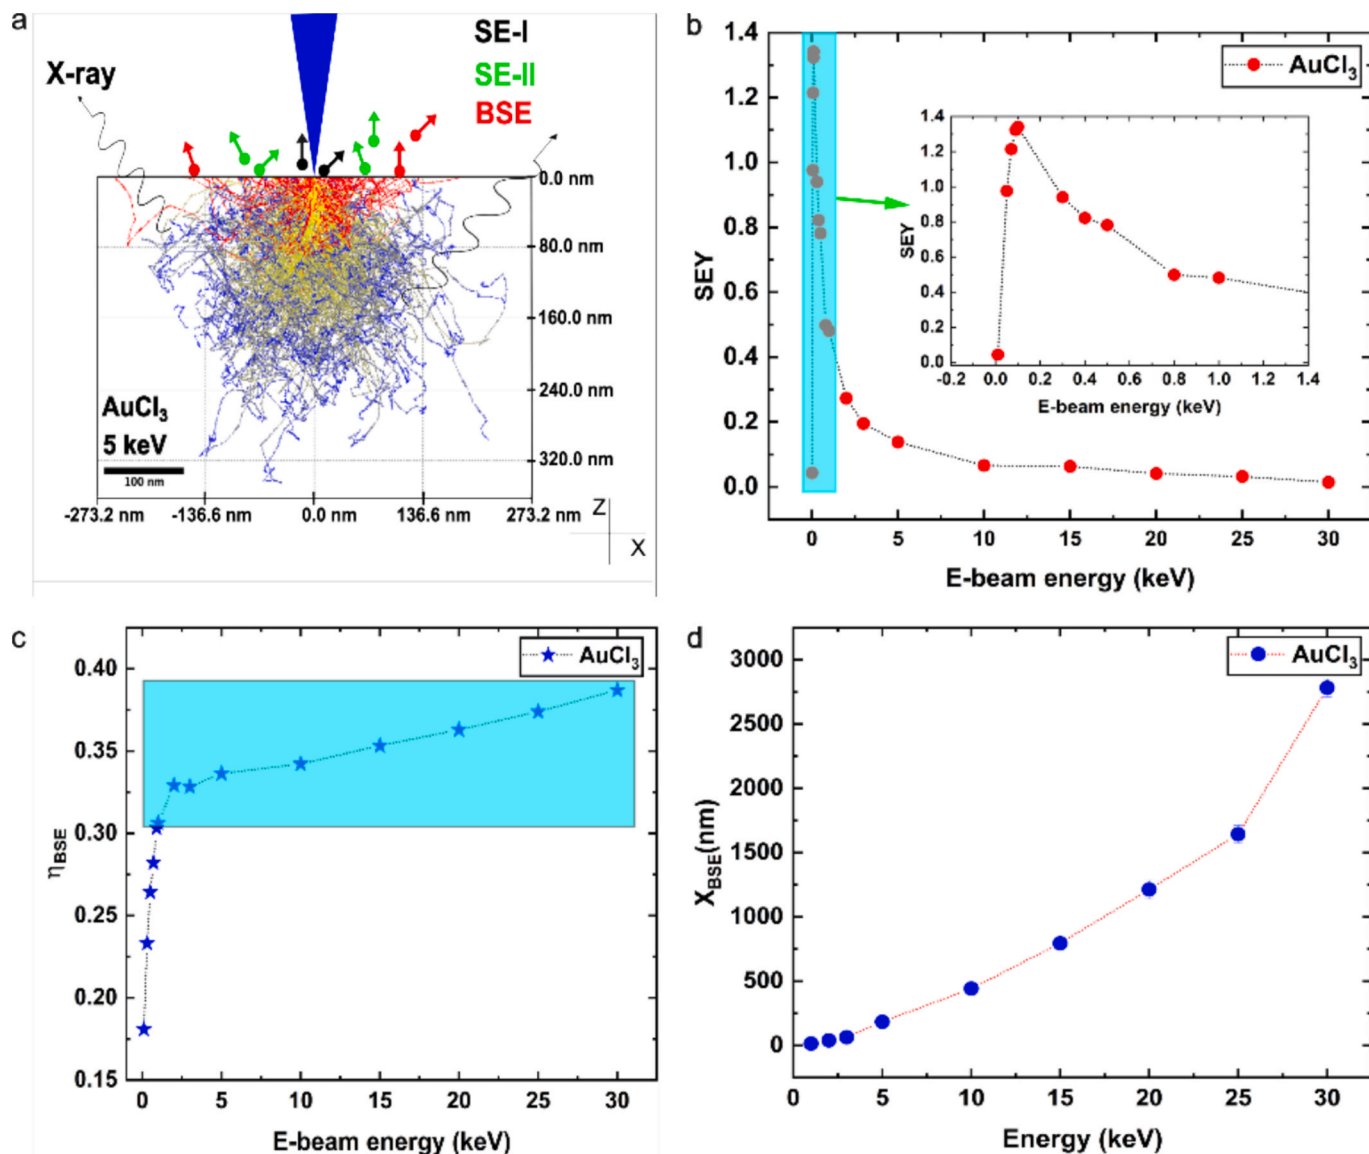 a
SE-I
SE-II
BSE
X-ray
0.0 nm
80.0 nm
160.0 nm
240.0 nm
320.0 nm
AuCl₃
5 keV
100 nm
-273.2 nm -136.6 nm 0.0 nm 136.6 nm 273.2 nm
Z
X
b
AuCl₃
1.4
1.2
1.0
0.8
0.6
0.4
0.2
0.0
SEY
0 5 10 15 20 25 30
E-beam energy (keV)
1.4
1.2
1.0
0.8
0.6
0.4
0.2
0.0
SEY
-0.2 0.0 0.2 0.4 0.6 0.8 1.0 1.2 1.4
E-beam energy (keV)
c
AuCl₃
0.40
0.35
0.30
0.25
0.20
0.15
ηBSE
0 5 10 15 20 25 30
E-beam energy (keV)
d
AuCl₃
3000
2500
2000
1500
1000
500
0
XBSE(nm)
0 5 10 15 20 25 30
Energy (keV)